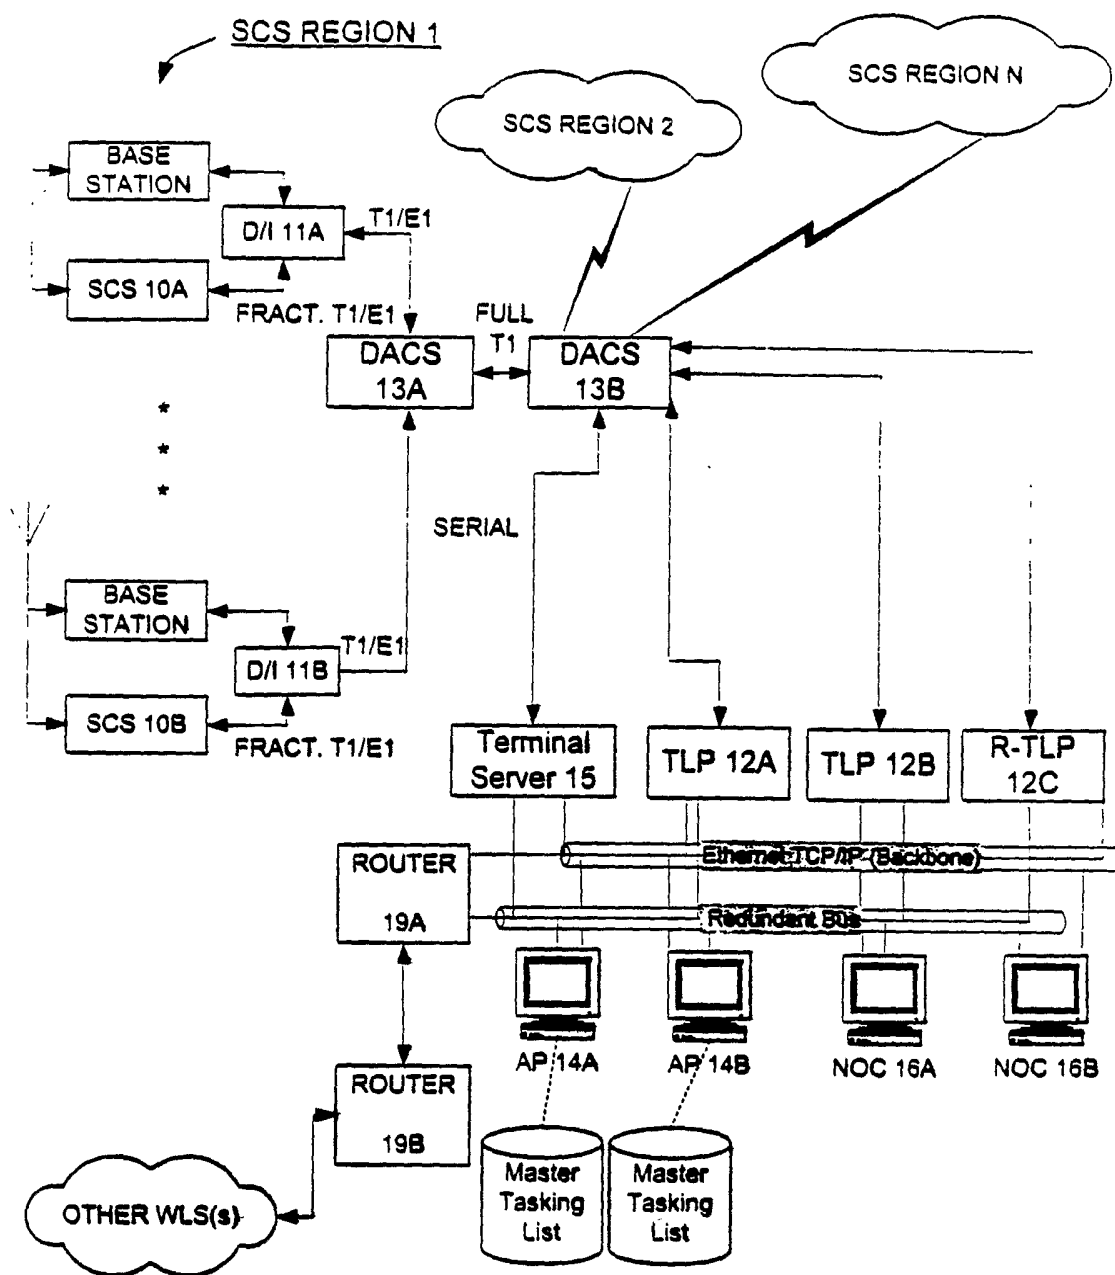 SCS REGION 1
SCS REGION 2
SCS REGION N
BASE
STATION
D/I 11A
T1/E1
SCS 10A
FRACT. T1/E1
FULL
T1
DACS
13A
DACS
13B
*
*
*
SERIAL
BASE
STATION
D/I 11B
T1/E1
SCS 10B
FRACT. T1/E1
Terminal
Server 15
TLP 12A
TLP 12B
R-TLP
12C
Ethernet TCP/IP (Backbone)
ROUTER
19A
Redundant Bus
AP 14A
AP 14B
NOC 16A
NOC 16B
ROUTER
19B
Master
Tasking
List
Master
Tasking
List
OTHER WLS(s)